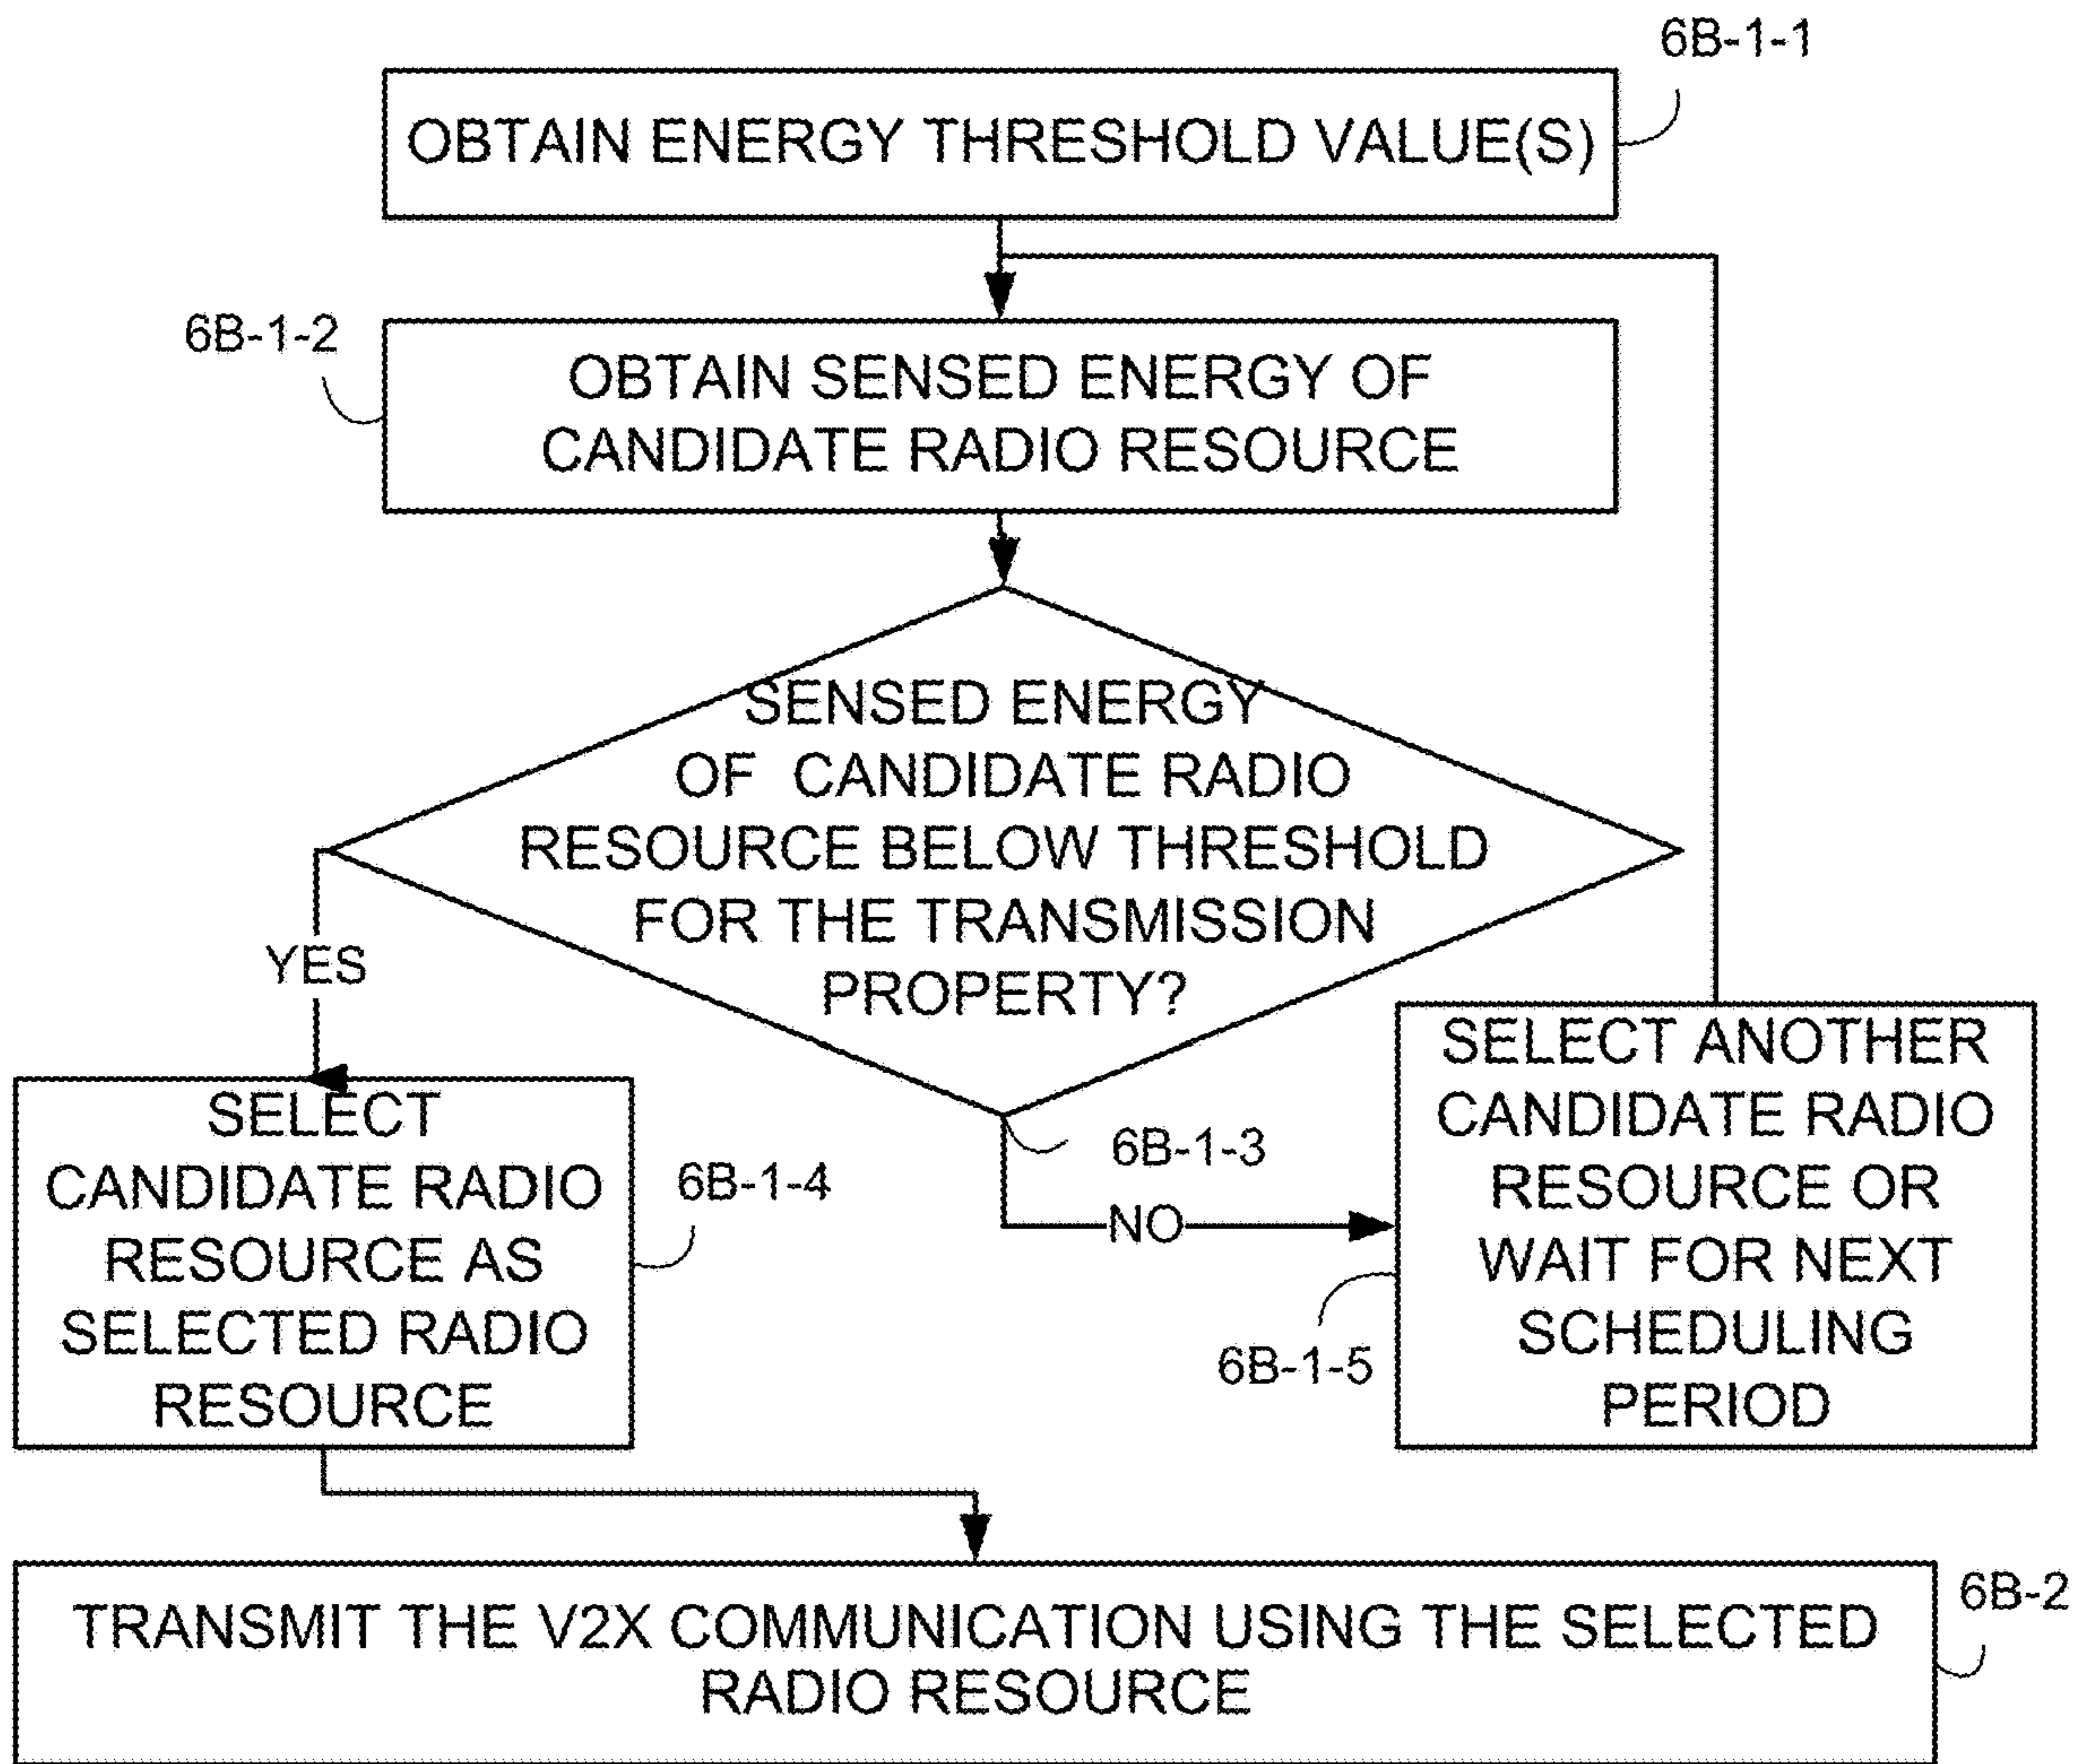 6B-1-1
OBTAIN ENERGY THRESHOLD VALUE(S)
6B-1-2
OBTAIN SENSED ENERGY OF
CANDIDATE RADIO RESOURCE
SENSED ENERGY
OF CANDIDATE RADIO
RESOURCE BELOW THRESHOLD
FOR THE TRANSMISSION
PROPERTY?
YES
6B-1-3
NO
SELECT
CANDIDATE RADIO
RESOURCE AS
SELECTED RADIO
RESOURCE
6B-1-4
SELECT ANOTHER
CANDIDATE RADIO
RESOURCE OR
WAIT FOR NEXT
SCHEDULING
PERIOD
6B-1-5
6B-2
TRANSMIT THE V2X COMMUNICATION USING THE SELECTED
RADIO RESOURCE